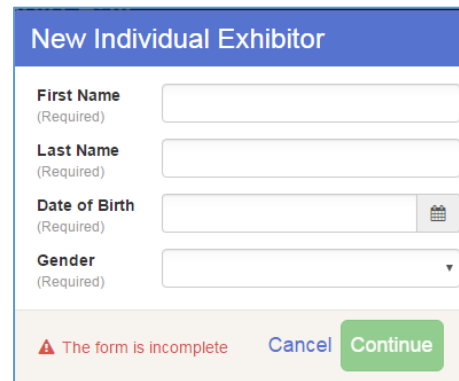 New Individual Exhibitor
First Name
(Required)
Last Name
(Required)
Date of Birth
(Required)
Gender
(Required)
The form is incomplete Cancel Continue